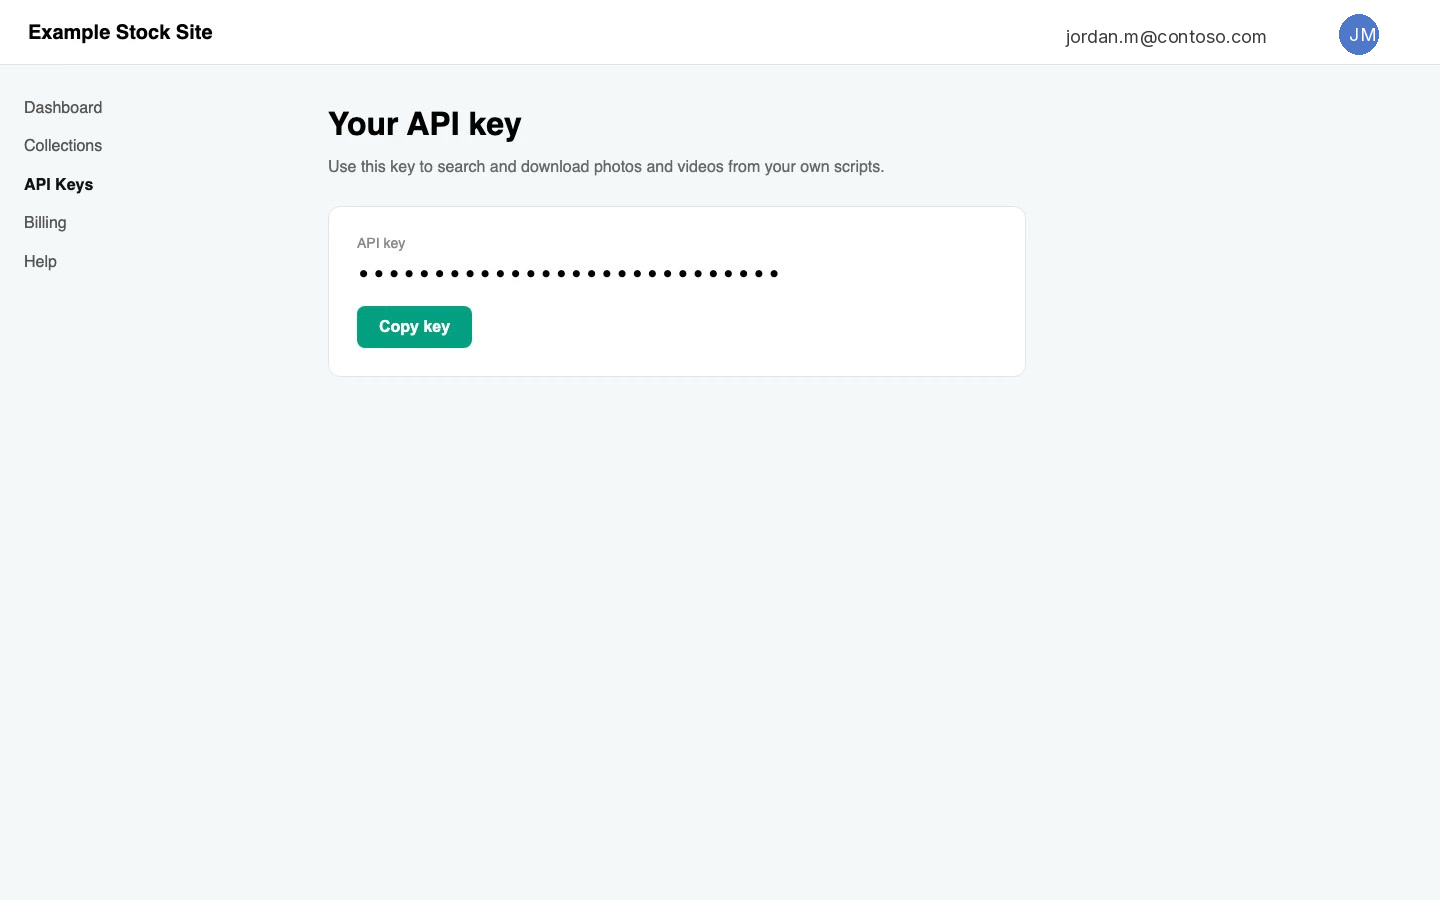 Example Stock Site
jordan.m@contoso.com
JM
Dashboard
Collections
API Keys
Billing
Help
Your API key
Use this key to search and download photos and videos from your own scripts.
API key
••••••••••••••••••••••••••••
Copy key